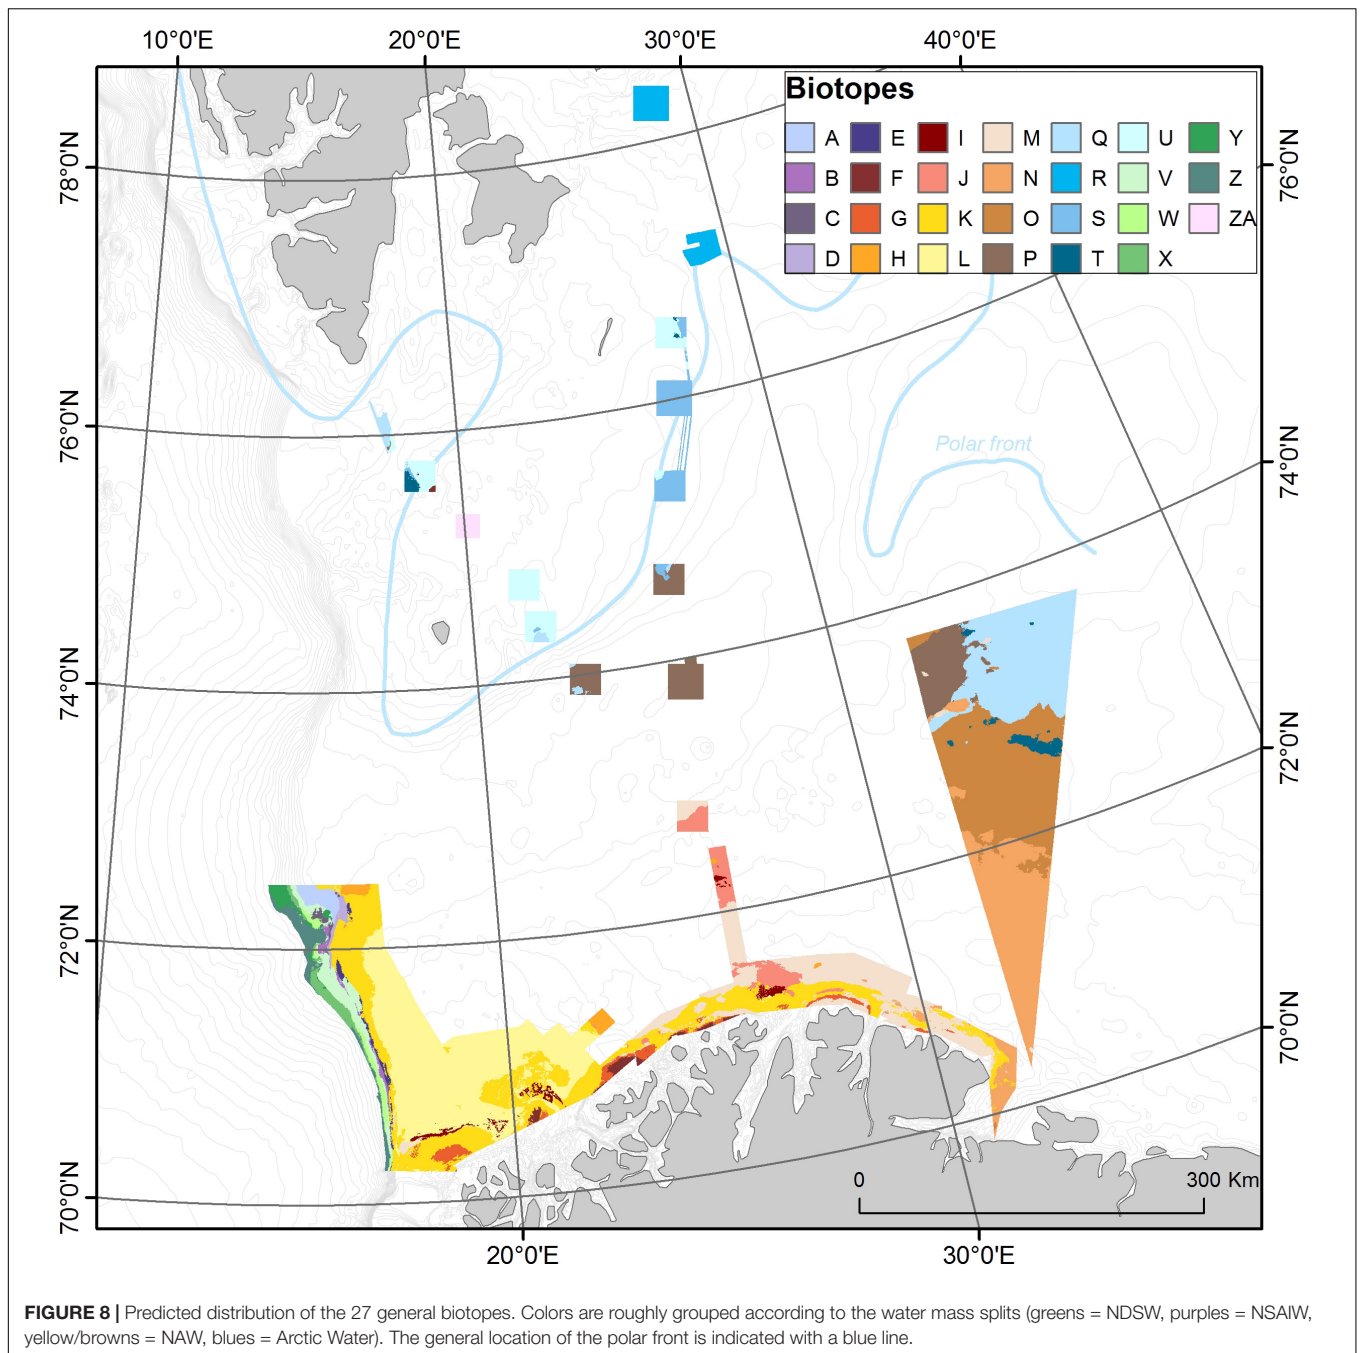 10°0'E 20°0'E 30°0'E 40°0'E
Biotopes
A E I M Q U Y
B F J N R V Z
C G K O S W ZA
D H L P T X
78°0'N
76°0'N
76°0'N
Polar front
74°0'N
74°0'N
72°0'N
72°0'N
70°0'N
70°0'N
0 300 Km
20°0'E 30°0'E
FIGURE 8 | Predicted distribution of the 27 general biotopes. Colors are roughly grouped according to the water mass splits (greens = NDSW, purples = NSAIW,
yellow/browns = NAW, blues = Arctic Water). The general location of the polar front is indicated with a blue line.